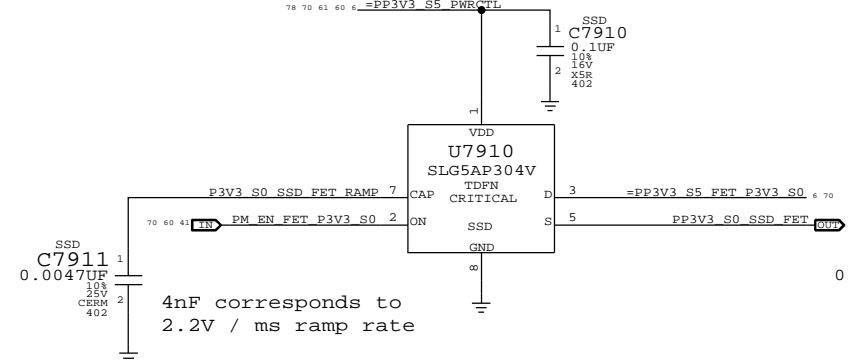 78 70 61 60 6 =PP3V3_S5_PWRCTL
SSD
1 C7910
0.1UF
10%
16V
2 X5R
402
1
VDD
U7910
SLG5AP304V
TDFN
CRITICAL
P3V3_S0_SSD_FET_RAMP 7 CAP
D 3 =PP3V3_S5_FET_P3V3_S0 6 70
70 60 41 IN PM_EN_FET_P3V3_S0 2 ON
SSD
S 5 PP3V3_S0_SSD_FET OUT
GND
8
SSD
C7911 1
0.0047UF
10%
25V
CERM 2
402
0
4nF corresponds to
2.2V / ms ramp rate